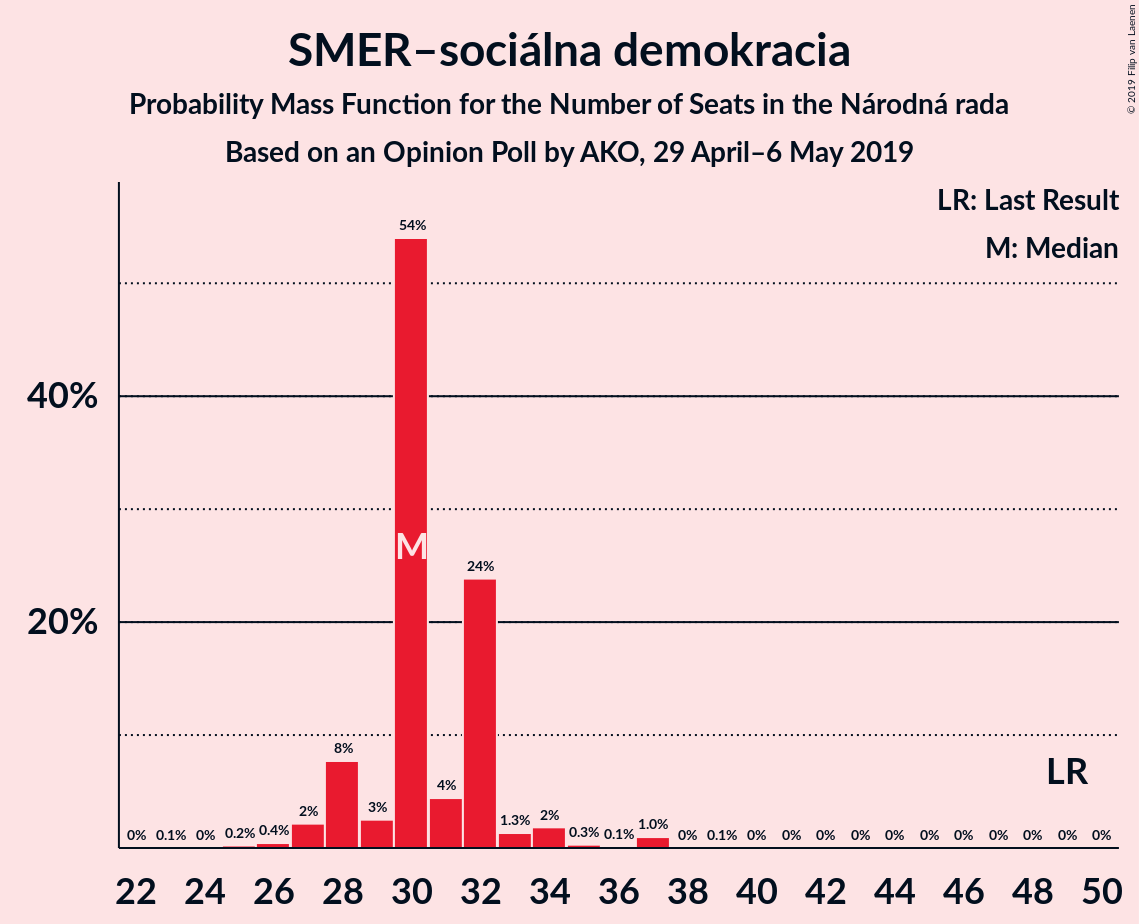 SMER–sociálna demokracia
Probability Mass Function for the Number of Seats in the Národná rada
Based on an Opinion Poll by AKO, 29 April–6 May 2019
© 2019 Filip van Laenen
LR: Last Result
M: Median
54%
40%
M
24%
20%
LR
8%
4%
2%
3%
1.3%
2%
0% 0.1% 0% 0.2% 0.4% 0.3% 0.1% 1.0% 0% 0.1% 0% 0% 0% 0% 0% 0% 0% 0% 0% 0% 0%
22 24 26 28 30 32 34 36 38 40 42 44 46 48 50